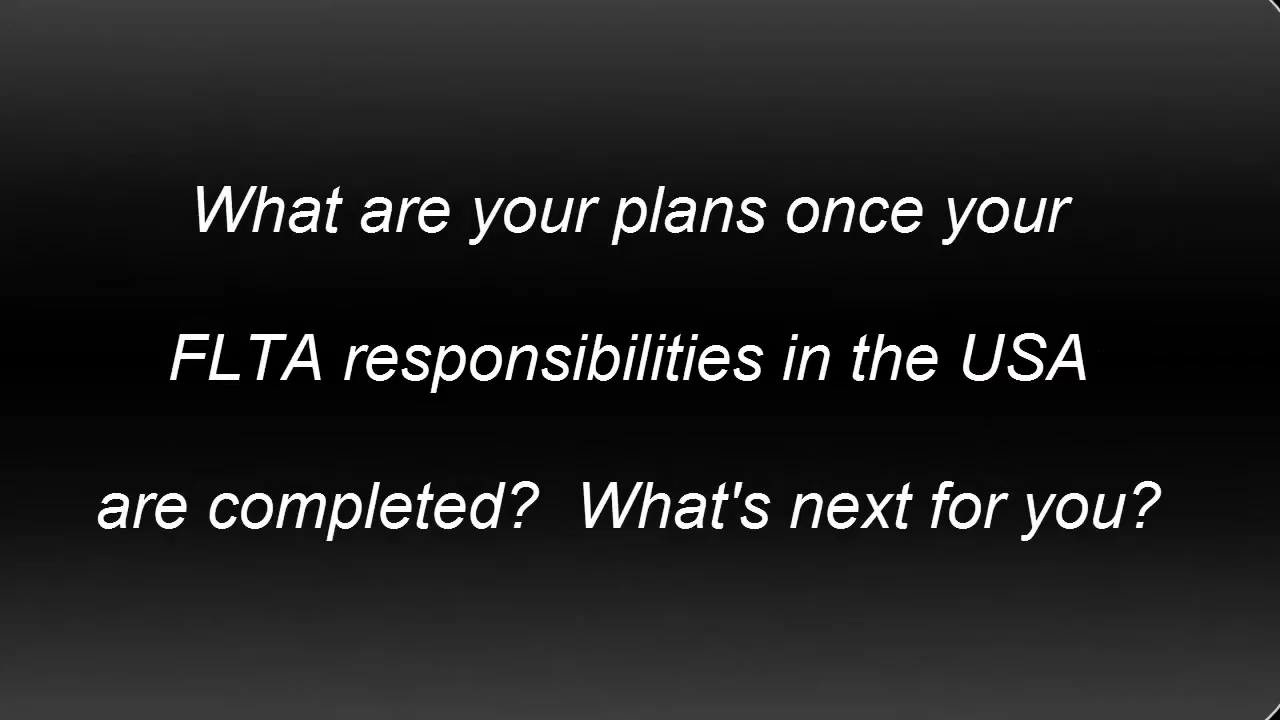 What are your plans once your
FLTA responsibilities in the USA
are completed?  What's next for you?